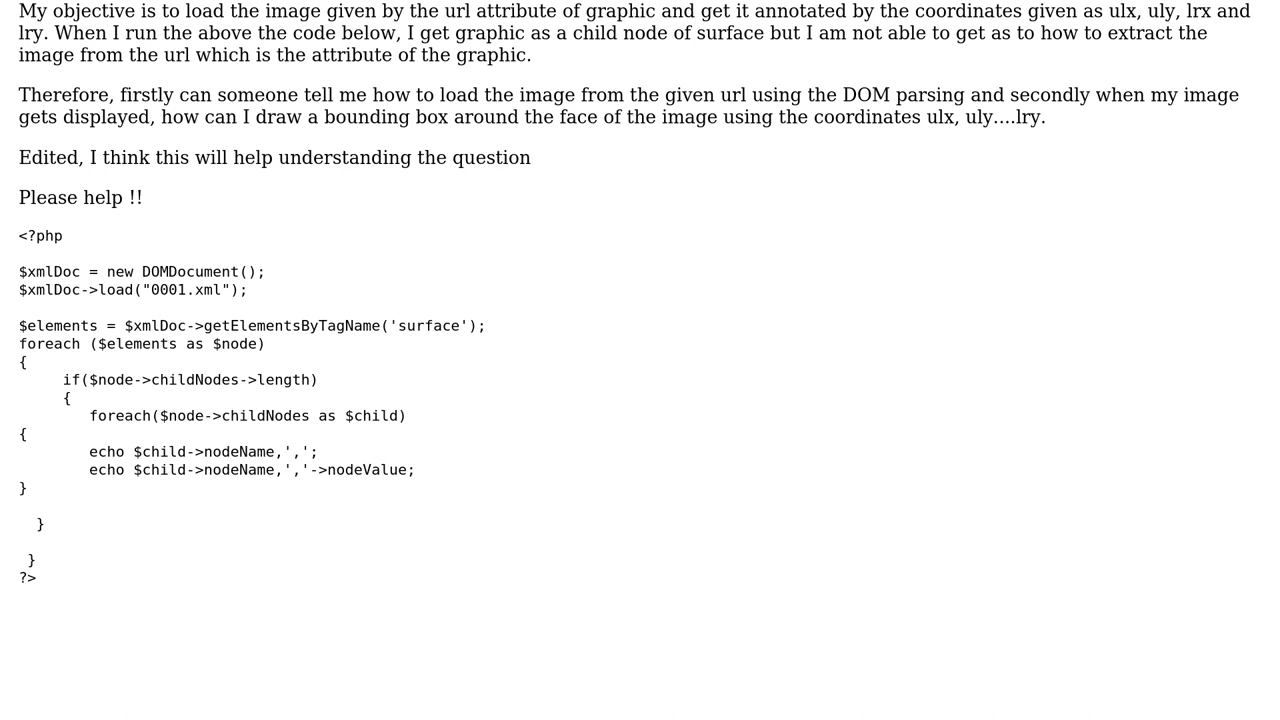 My objective is to load the image given by the url attribute of graphic and get it annotated by the coordinates given as ulx, uly, lrx and
lry. When I run the above the code below, I get graphic as a child node of surface but I am not able to get as to how to extract the
image from the url which is the attribute of the graphic.
Therefore, firstly can someone tell me how to load the image from the given url using the DOM parsing and secondly when my image
gets displayed, how can I draw a bounding box around the face of the image using the coordinates ulx, uly....lry.
Edited, I think this will help understanding the question
Please help !!
<?php
$xmlDoc = new DOMDocument();
$xmlDoc->load("0001.xml");
$elements = $xmlDoc->getElementsByTagName('surface');
foreach ($elements as $node)
{
     if($node->childNodes->length)
     {
        foreach($node->childNodes as $child)
{
        echo $child->nodeName,',';
        echo $child->nodeName,','->nodeValue;
}
  }
 }
?>